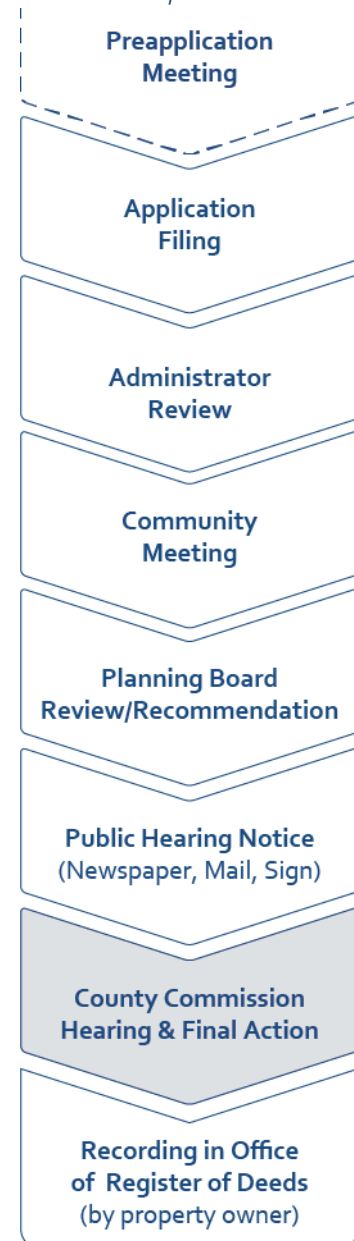 Preapplication
Meeting
Application
Filing
Administrator
Review
Community
Meeting
Planning Board
Review/Recommendation
Public Hearing Notice
(Newspaper, Mail, Sign)
County Commission
Hearing & Final Action
Recording in Office
of Register of Deeds
(by property owner)